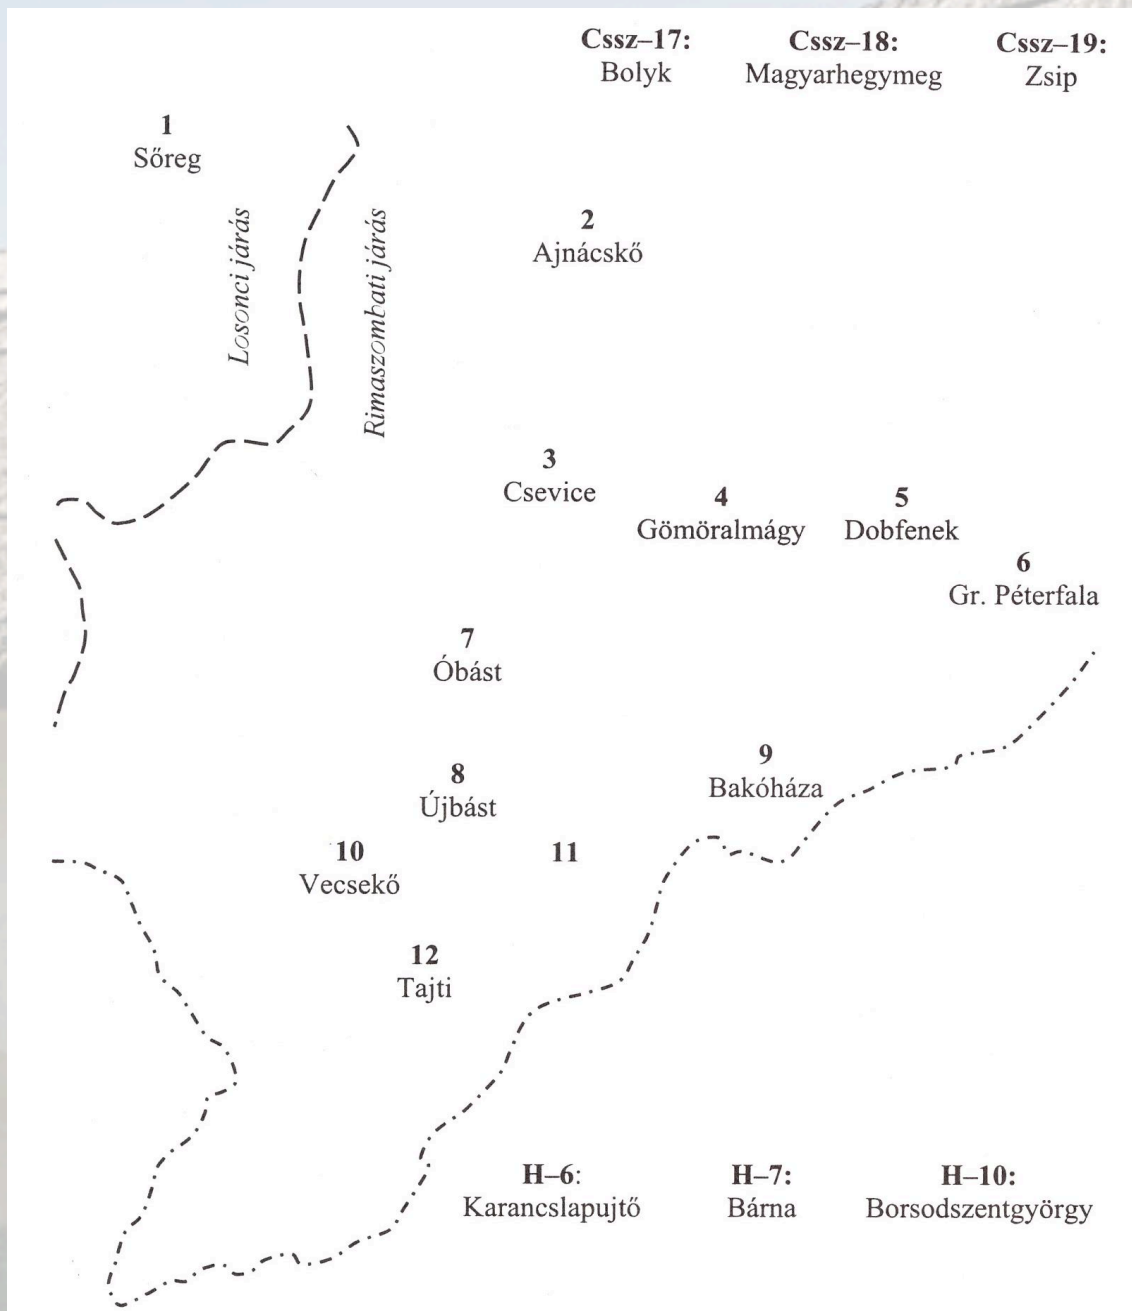 Cssz–17:
Bolyk
Cssz–18:
Magyarhegymeg
Cssz–19:
Zsip
1
Sőreg
Losonci járás
Rimaszombati járás
2
Ajnácskő
3
Csevice
4
Gömöralmágy
5
Dobfenek
6
Gr. Péterfala
7
Óbást
8
Újbást
9
Bakóháza
10
Vecsekő
11
12
Tajti
H–6:
Karancslapujtő
H–7:
Bárna
H–10:
Borsodszentgyörgy